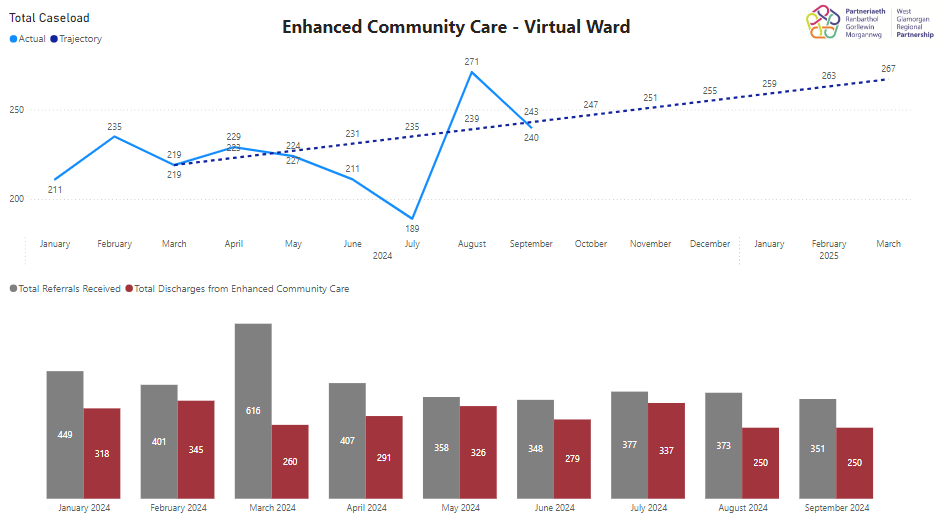 Total Caseload
Actual Trajectory
Enhanced Community Care - Virtual Ward
Partneriaeth
Ranbarthol
Gorllewin
Morgannwg
West
Glamorgan
Regional
Partnership
271
267
263
259
255
251
247
243
240
239
235
235
231
229
223
224
227
219
219
211
211
189
250
200
January February March April May June July August September October November December January February March
2024 2025
Total Referrals Received Total Discharges from Enhanced Community Care
449 318 401 345 616 260 407 291 358 326 348 279 377 337 373 250 351 250
January 2024 February 2024 March 2024 April 2024 May 2024 June 2024 July 2024 August 2024 September 2024